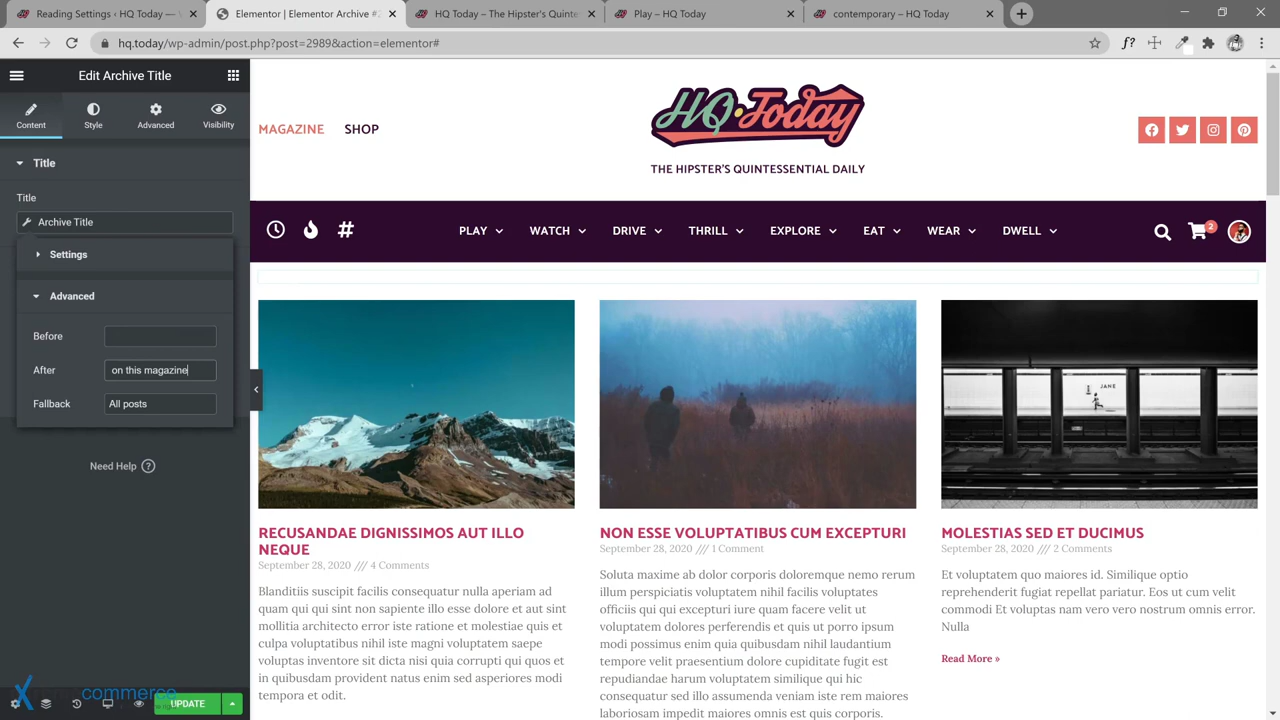 Reading Settings ‹ HQ Today —
Elementor | Elementor Archive #
HQ Today – The Hipster's Quinte
Play – HQ Today
contemporary – HQ Today
hq.today/wp-admin/post.php?post=2989&action=elementor#
Edit Archive Title
Content
Style
Advanced
Visibility
Title
Title
Archive Title
Settings
Advanced
Before
After
on this magazine
Fallback
All posts
Need Help
commerce
UPDATE
MAGAZINE
SHOP
HQ Today
THE HIPSTER'S QUINTESSENTIAL DAILY
PLAY
WATCH
DRIVE
THRILL
EXPLORE
EAT
WEAR
DWELL
2
JANE
RECUSANDAE DIGNISSIMOS AUT ILLO
NEQUE
September 28, 2020 /// 4 Comments
Blanditiis suscipit facilis consequatur nulla aperiam ad
quam qui qui sint non sapiente illo esse dolore et aut sint
mollitia architecto error iste ratione et molestiae quis et
culpa voluptatibus nihil iste magni voluptatem saepe
voluptas inventore sit dicta nisi quia corrupti qui quos et
in quibusdam provident natus enim asperiores modi
tempora et odit.
NON ESSE VOLUPTATIBUS CUM EXCEPTURI
September 28, 2020 /// 1 Comment
Soluta maxime ab dolor corporis doloremque nemo rerum
illum perspiciatis voluptatem nihil facilis voluptates
officiis qui qui excepturi iure quam facere velit ut
voluptatem dolores perferendis et quis ut porro ipsum
modi possimus enim quia quibusdam nihil laudantium
tempore velit praesentium dolore cupiditate fugit est
repudiandae harum voluptatem similique qui hic
consequatur sed illo assumenda veniam iste rem maiores
laboriosam impedit maiores omnis est quis corporis.
MOLESTIAS SED ET DUCIMUS
September 28, 2020 /// 2 Comments
Et voluptatem quo maiores id. Similique optio
reprehenderit fugiat repellat pariatur. Eos ut cum velit
commodi Et voluptas nam vero vero nostrum omnis error.
Nulla
Read More »